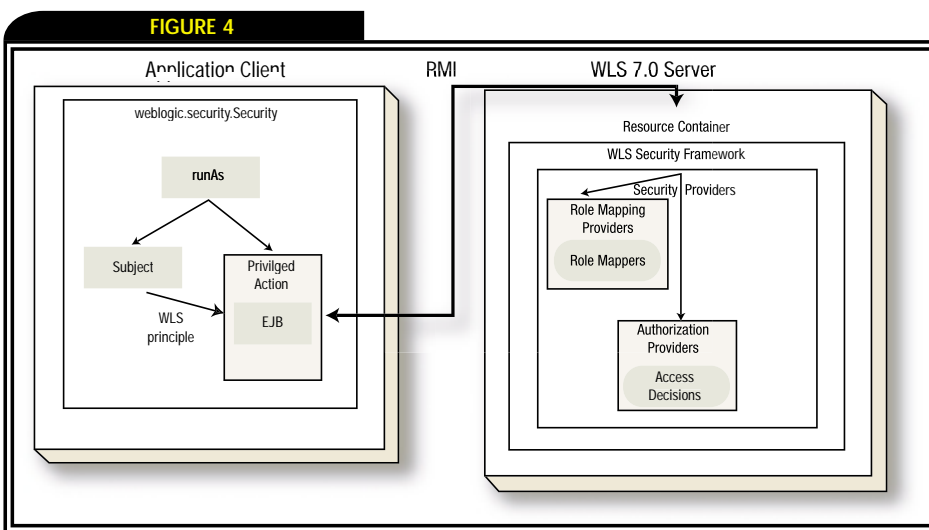 FIGURE 4
Application Client
RMI
WLS 7.0 Server
weblogic.security.Security
runAs
Subject
Privilged
Action
EJB
WLS
principle
Resource Container
WLS Security Framework
Security Providers
Role Mapping
Providers
Role Mappers
Authorization
Providers
Access
Decisions